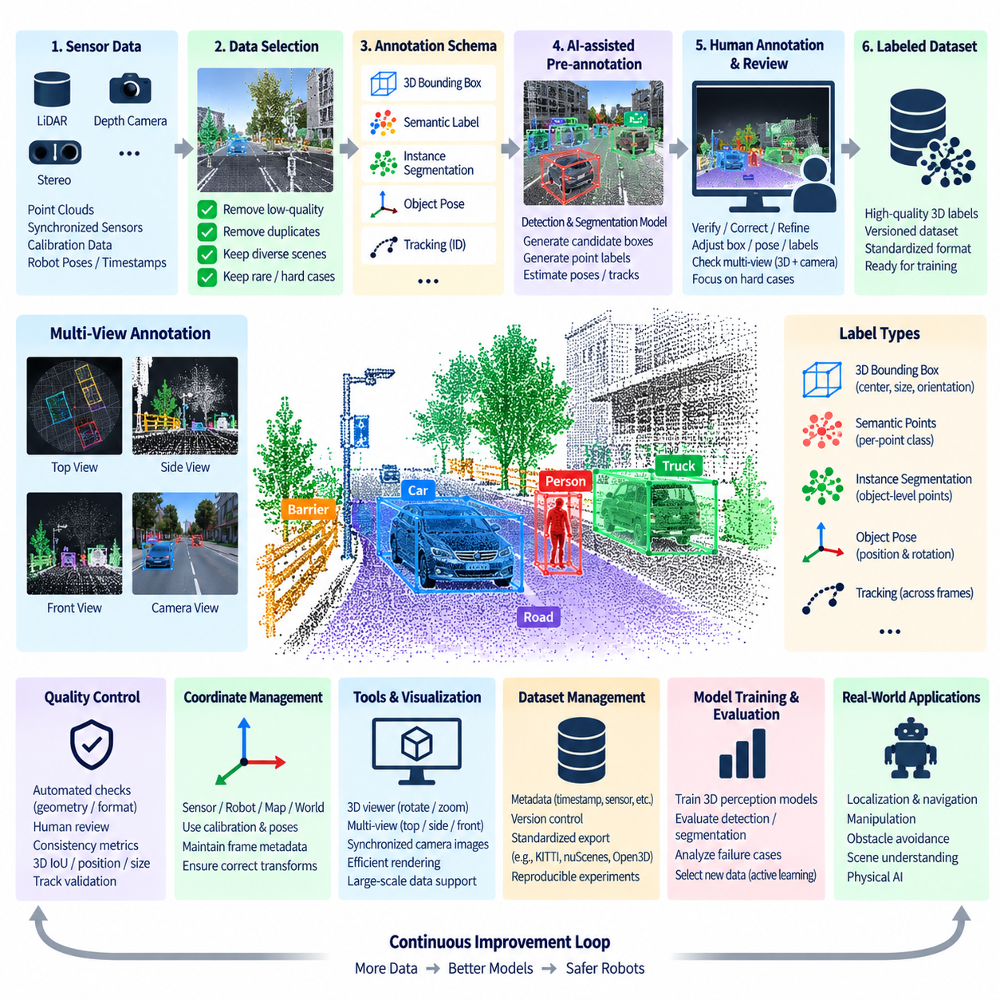 1. Sensor Data
LiDAR
Depth Camera
Stereo
Point Clouds
Synchronized Sensors
Calibration Data
Robot Poses / Timestamps
2. Data Selection
Remove low-quality
Remove duplicates
Keep diverse scenes
Keep rare / hard cases
3. Annotation Schema
3D Bounding Box
Semantic Label
Instance
Segmentation
Object Pose
Tracking (ID)
4. AI-assisted
Pre-annotation
Detection & Segmentation Model
Generate candidate boxes
Generate point labels
Estimate poses / tracks
5. Human Annotation
& Review
Verify / Correct / Refine
Adjust box / pose / labels
Check multi-view (3D + camera)
Focus on hard cases
6. Labeled Dataset
High-quality 3D labels
Versioned dataset
Standardized format
Ready for training
Multi-View Annotation
Top View
Side View
Front View
Camera View
Barrier
Car
Person
Truck
Road
Label Types
3D Bounding Box
(center, size, orientation)
Semantic Points
(per-point class)
Instance Segmentation
(object-level points)
Object Pose
(position & rotation)
Tracking (across frames)
Quality Control
Automated checks
(geometry / format)
Human review
Consistency metrics
3D IoU / position / size
Track validation
Coordinate Management
Sensor / Robot / Map / World
Use calibration & poses
Maintain frame metadata
Ensure correct transforms
Tools & Visualization
3D viewer (rotate / zoom)
Multi-view (top / side / front)
Synchronized camera images
Efficient rendering
Large-scale data support
Dataset Management
Metadata (timestamp, sensor, etc.)
Version control
Standardized export
(e.g., KITTI, nuScenes, Open3D)
Reproducible experiments
Model Training &
Evaluation
Train 3D perception models
Evaluate detection /
segmentation
Analyze failure cases
Select new data (active learning)
Real-World Applications
Localization & navigation
Manipulation
Obstacle avoidance
Scene understanding
Physical AI
Continuous Improvement Loop
More Data → Better Models → Safer Robots